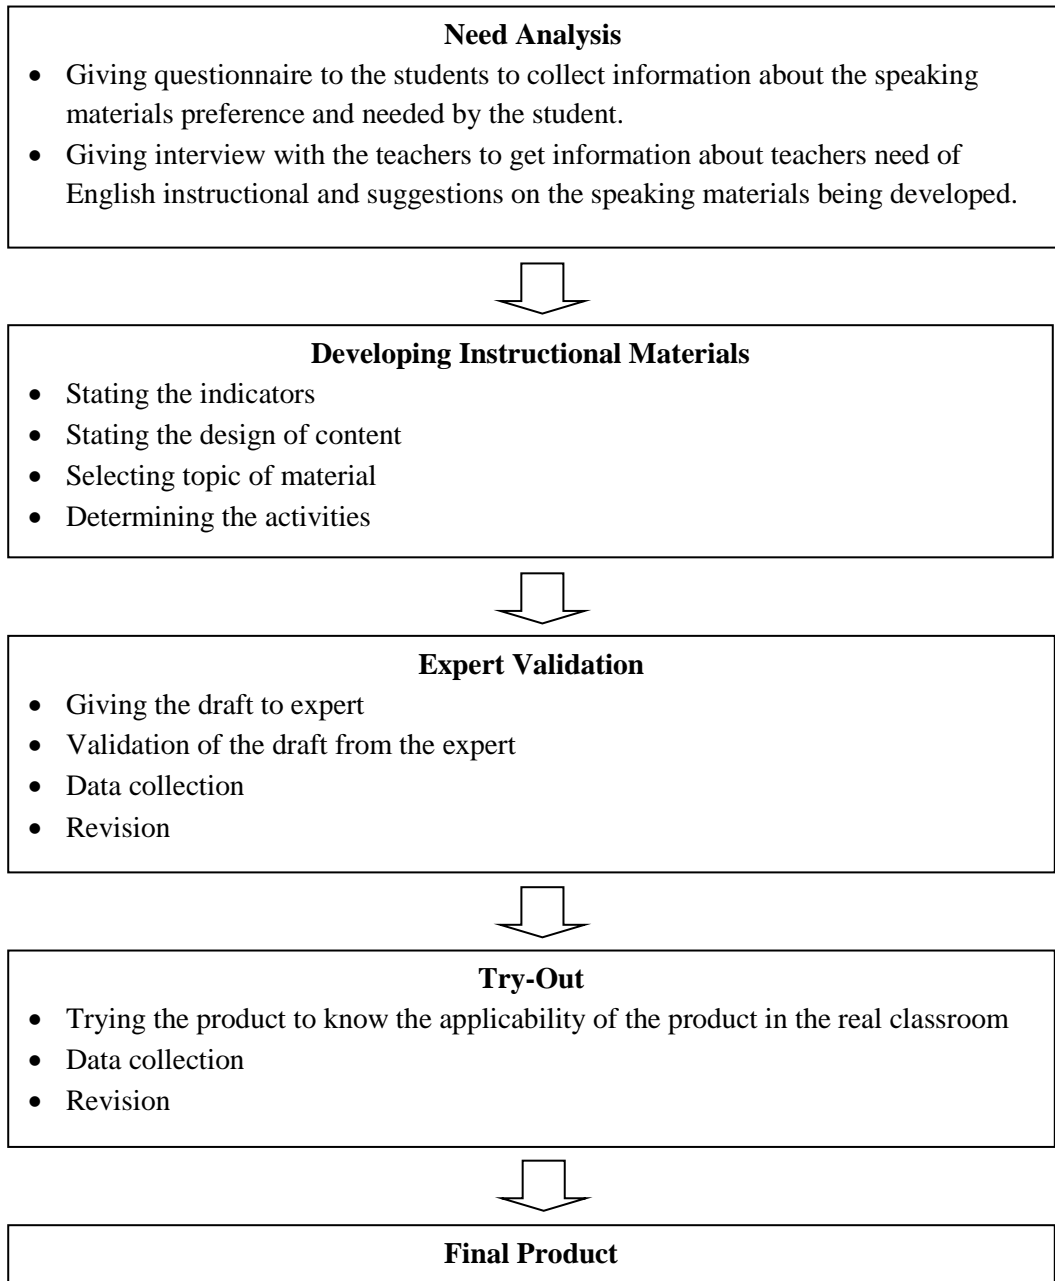 Need Analysis
• Giving questionnaire to the students to collect information about the speaking
materials preference and needed by the student.
• Giving interview with the teachers to get information about teachers need of
English instructional and suggestions on the speaking materials being developed.
Developing Instructional Materials
• Stating the indicators
• Stating the design of content
• Selecting topic of material
• Determining the activities
Expert Validation
• Giving the draft to expert
• Validation of the draft from the expert
• Data collection
• Revision
Try-Out
• Trying the product to know the applicability of the product in the real classroom
• Data collection
• Revision
Final Product